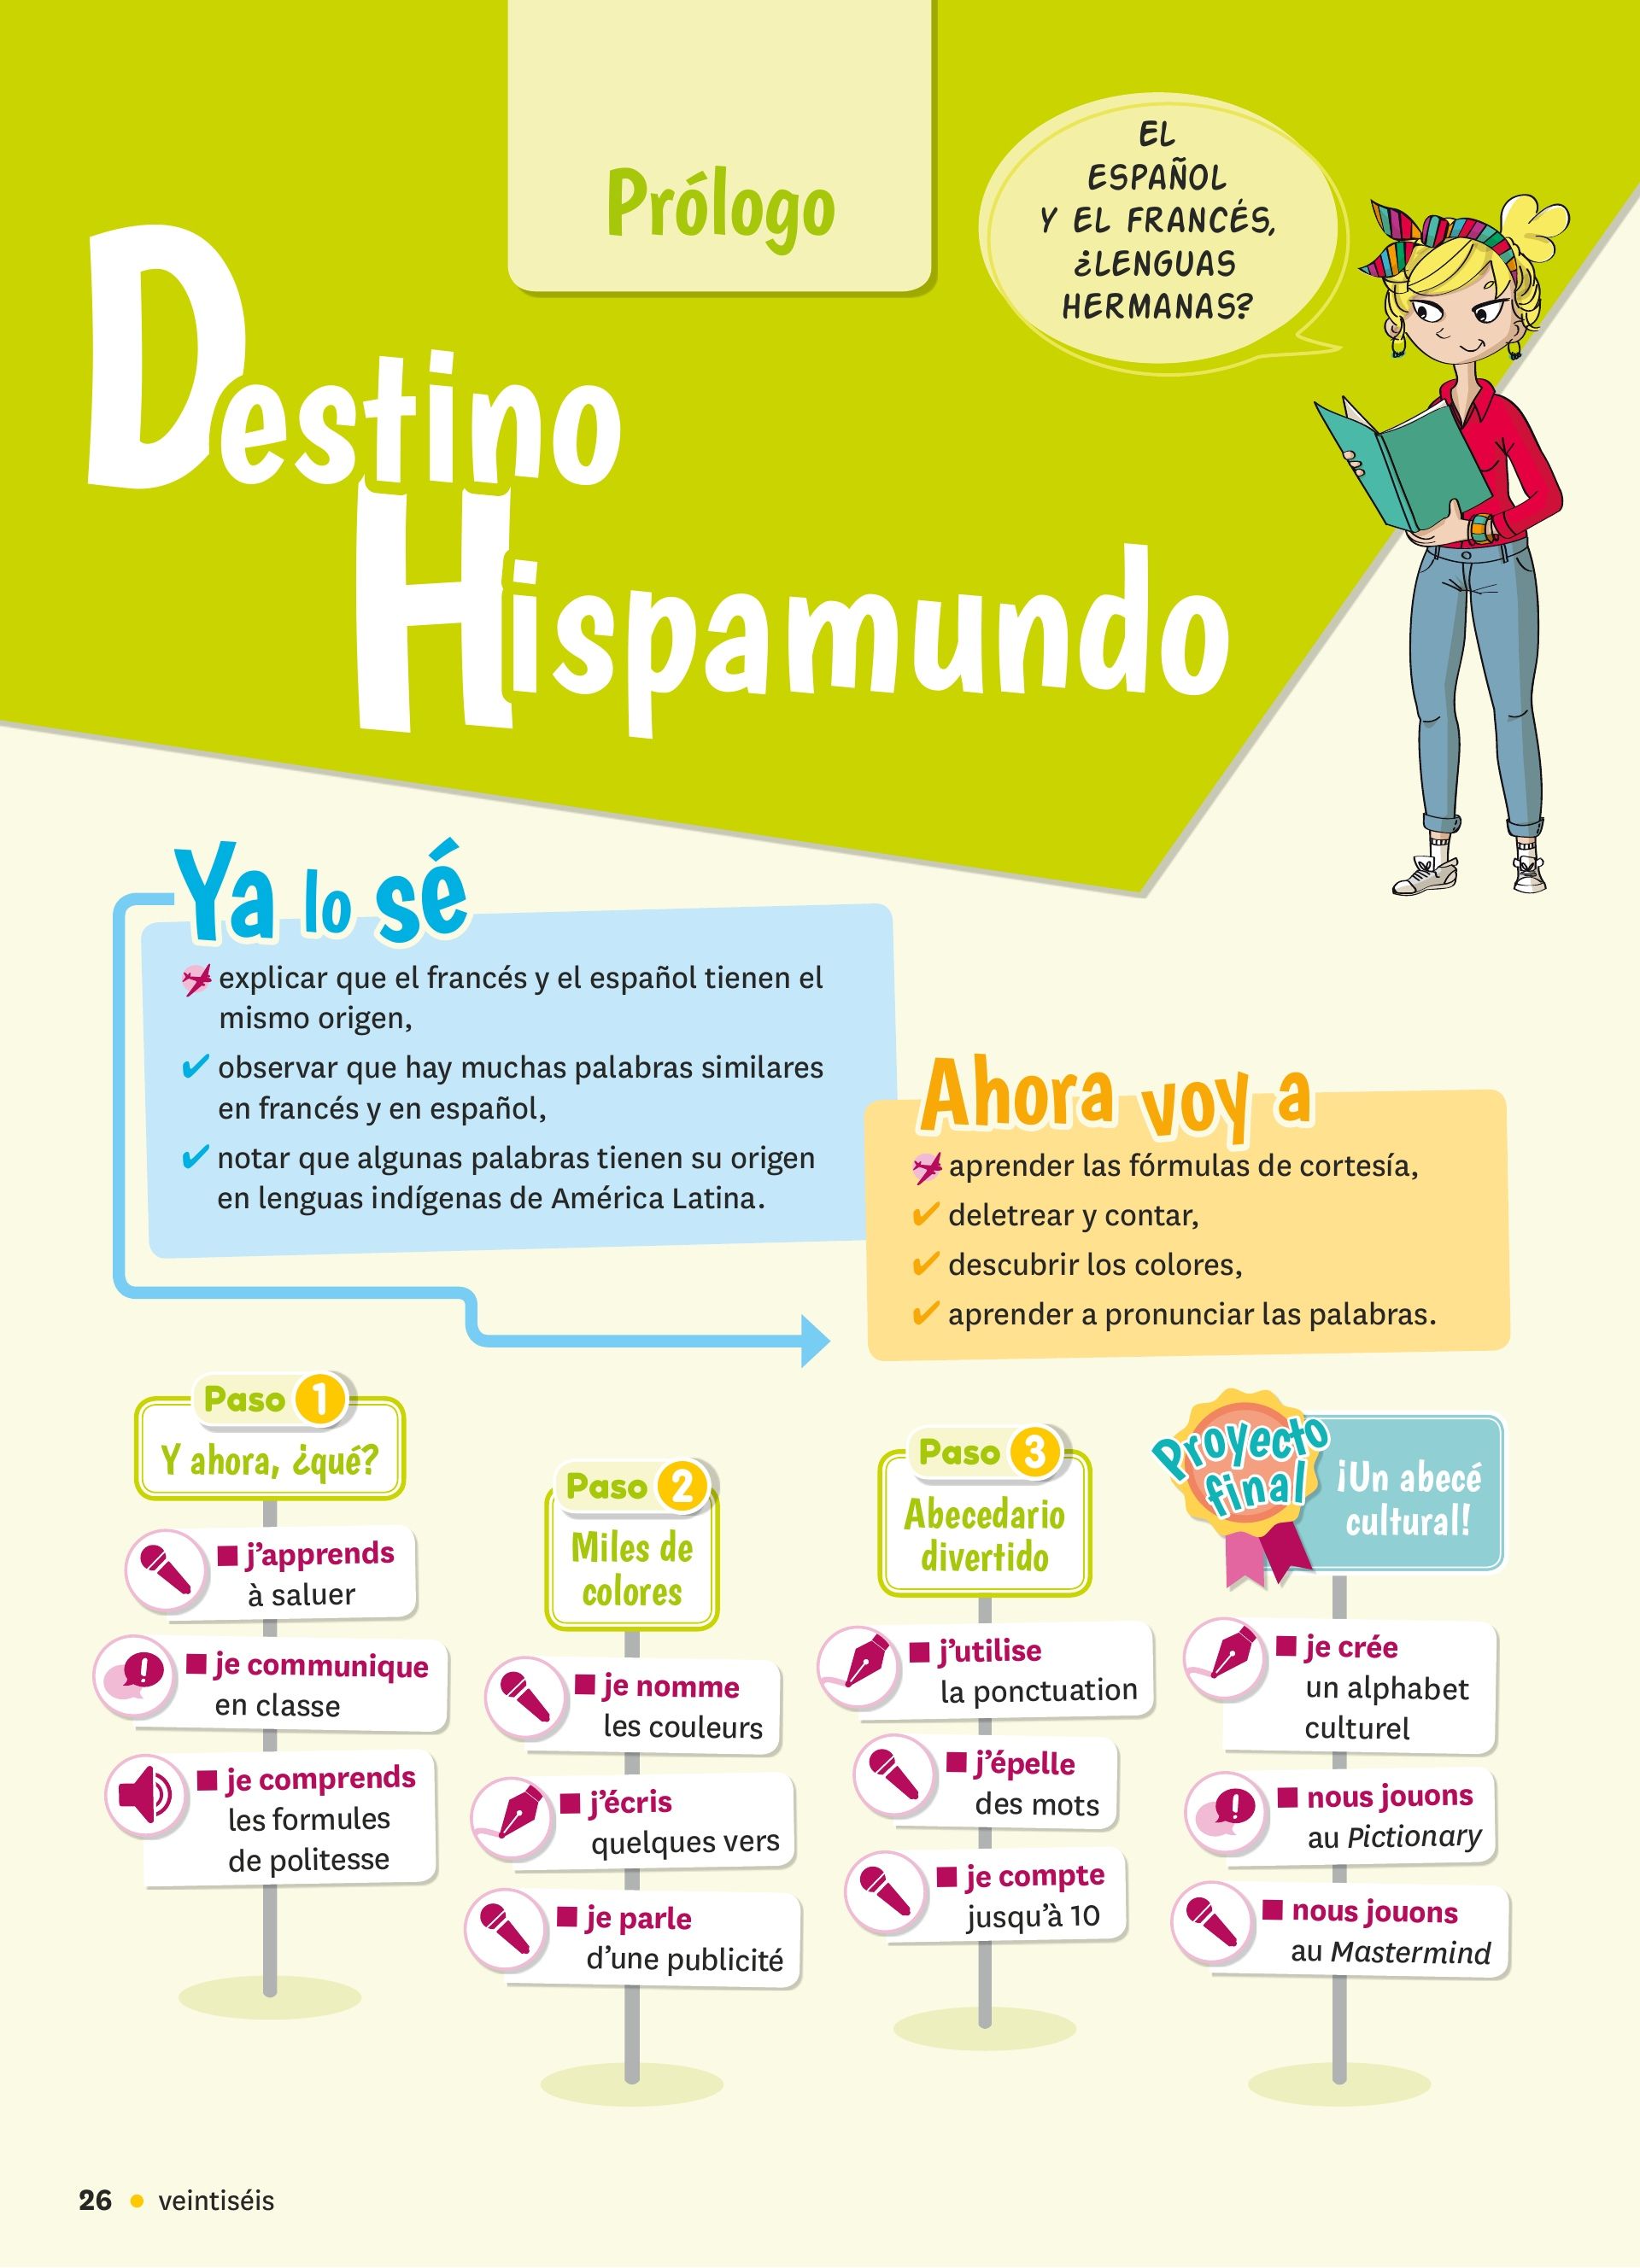 Prólogo
EL
ESPAÑOL
Y EL FRANCÉS,
¿LENGUAS
HERMANAS?
Destino
Hispamundo
Ya lo sé
explicar que el francés y el español tienen el
mismo origen,
✔ observar que hay muchas palabras similares
en francés y en español,
✔ notar que algunas palabras tienen su origen
en lenguas indígenas de América Latina.
Ahora voy a
aprender las fórmulas de cortesía,
✔ deletrear y contar,
✔ descubrir los colores,
✔ aprender a pronunciar las palabras.
Paso 1
Y ahora, ¿qué?
■ j'apprends
à saluer
■ je communique
en classe
■ je comprends
les formules
de politesse
Paso 2
Miles de
colores
■ je nomme
les couleurs
■ j'écris
quelques vers
■ je parle
d'une publicité
Paso 3
Abecedario
divertido
■ j'utilise
la ponctuation
■ j'épelle
des mots
■ je compte
jusqu'à 10
Proyecto
final
¡Un abecé
cultural!
■ je crée
un alphabet
culturel
■ nous jouons
au Pictionary
■ nous jouons
au Mastermind
26 • veintiséis